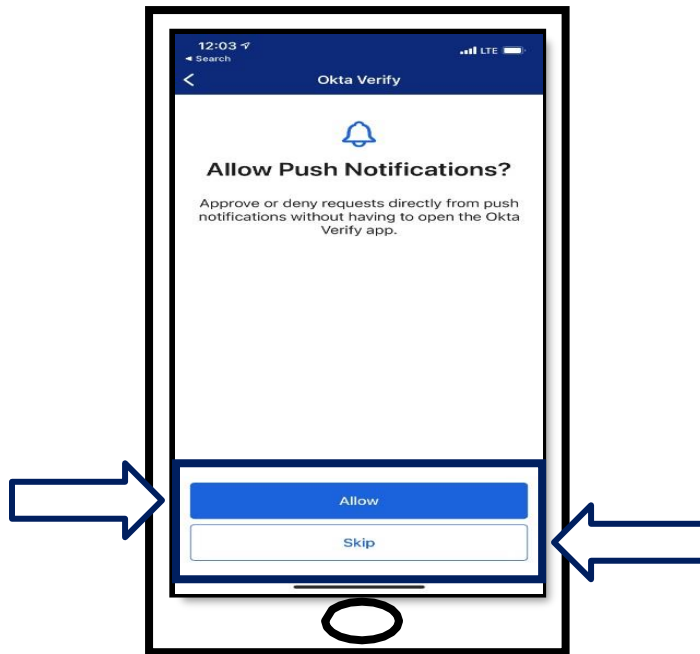 12:03
LTE
Search
Okta Verify
Allow Push Notifications?
Approve or deny requests directly from push
notifications without having to open the Okta
Verify app.
Allow
Skip